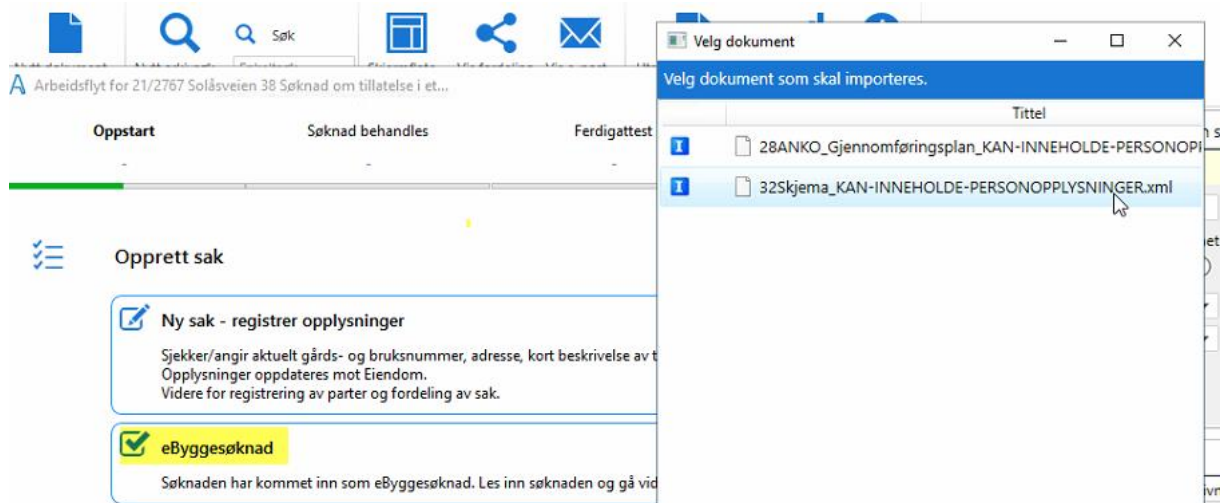 Søk
Arbeidsflyt for 21/2767 Solåsveien 38 Søknad om tillatelse i et...
Oppstart
Søknad behandles
Ferdigattest
-
-
-
Opprett sak
Ny sak - registrer opplysninger
Sjekker/angir aktuelt gårds- og bruksnummer, adresse, kort beskrivelse av t
Opplysninger oppdateres mot Eiendom.
Videre for registrering av parter og fordeling av sak.
eByggesøknad
Søknaden har kommet inn som eByggesøknad. Les inn søknaden og gå vid
Velg dokument
Velg dokument som skal importeres.
Tittel
28ANKO_Gjennomføringsplan_KAN-INNEHOLDE-PERSONOPI
32Skjema_KAN-INNEHOLDE-PERSONOPPLYSNINGER.xml